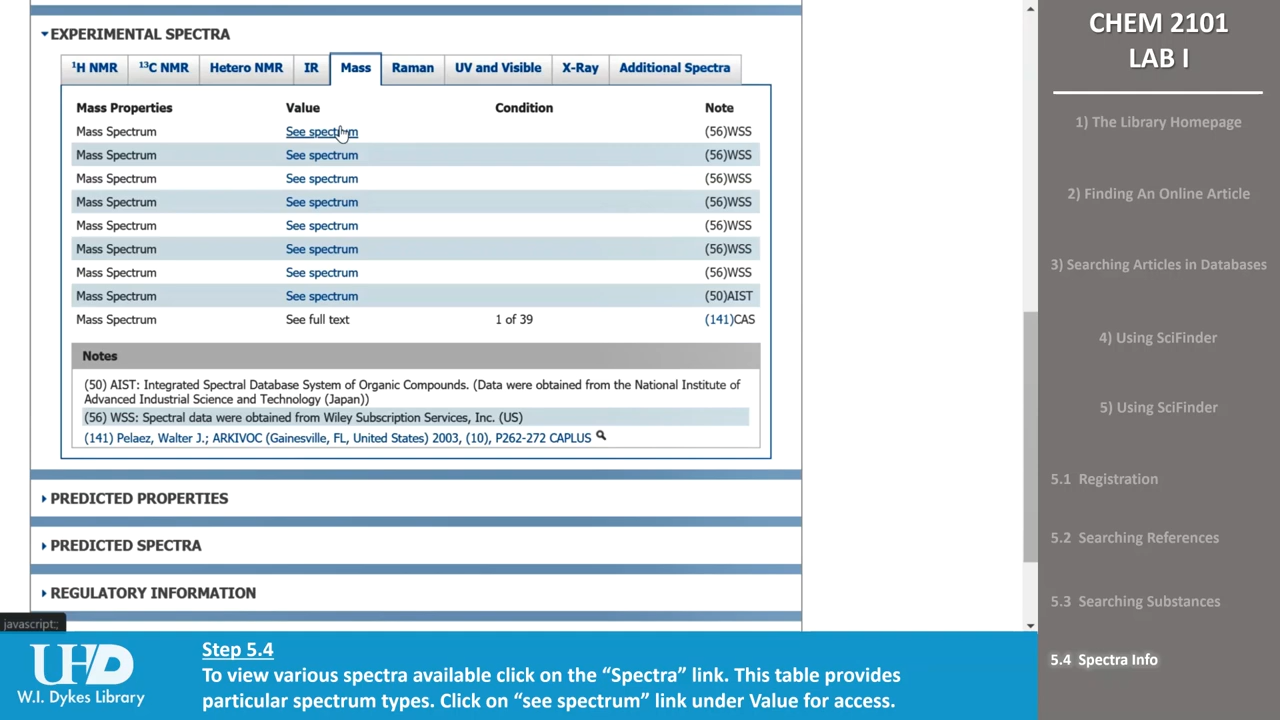 EXPERIMENTAL SPECTRA
¹H NMR ¹³C NMR Hetero NMR IR Mass Raman UV and Visible X-Ray Additional Spectra
Mass Properties Value Condition Note
Mass Spectrum See spectrum (56)WSS
Mass Spectrum See spectrum (56)WSS
Mass Spectrum See spectrum (56)WSS
Mass Spectrum See spectrum (56)WSS
Mass Spectrum See spectrum (56)WSS
Mass Spectrum See spectrum (56)WSS
Mass Spectrum See spectrum (56)WSS
Mass Spectrum See spectrum (50)AIST
Mass Spectrum See full text 1 of 39 (141)CAS
Notes
(50) AIST: Integrated Spectral Database System of Organic Compounds. (Data were obtained from the National Institute of
Advanced Industrial Science and Technology (Japan))
(56) WSS: Spectral data were obtained from Wiley Subscription Services, Inc. (US)
(141) Pelaez, Walter J.; ARKIVOC (Gainesville, FL, United States) 2003, (10), P262-272 CAPLUS
PREDICTED PROPERTIES
PREDICTED SPECTRA
REGULATORY INFORMATION
javascript:;
CHEM 2101
LAB I
1) The Library Homepage
2) Finding An Online Article
3) Searching Articles in Databases
4) Using SciFinder
5) Using SciFinder
5.1 Registration
5.2 Searching References
5.3 Searching Substances
5.4 Spectra Info
UHD
W.I. Dykes Library
Step 5.4
To view various spectra available click on the “Spectra” link. This table provides
particular spectrum types. Click on “see spectrum” link under Value for access.